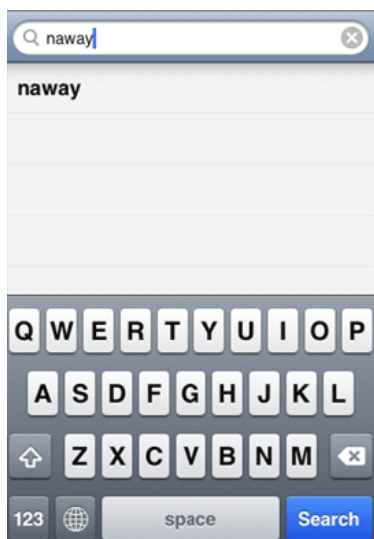 naway
naway
Q W E R T Y U I O P
A S D F G H J K L
Z X C V B N M
123 space Search